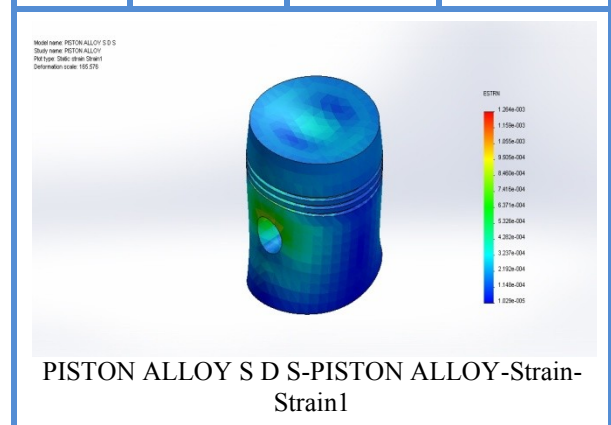 Model name: PISTON ALLOY S D S
Study name: PISTON ALLOY
Plot type: Static strain Strain1
Deformation scale: 165.576
ESTRN
1.264e-003
1.159e-003
1.055e-003
9.505e-004
8.460e-004
7.415e-004
6.371e-004
5.326e-004
4.282e-004
3.237e-004
2.192e-004
1.148e-004
1.029e-005
PISTON ALLOY S D S-PISTON ALLOY-Strain-
Strain1